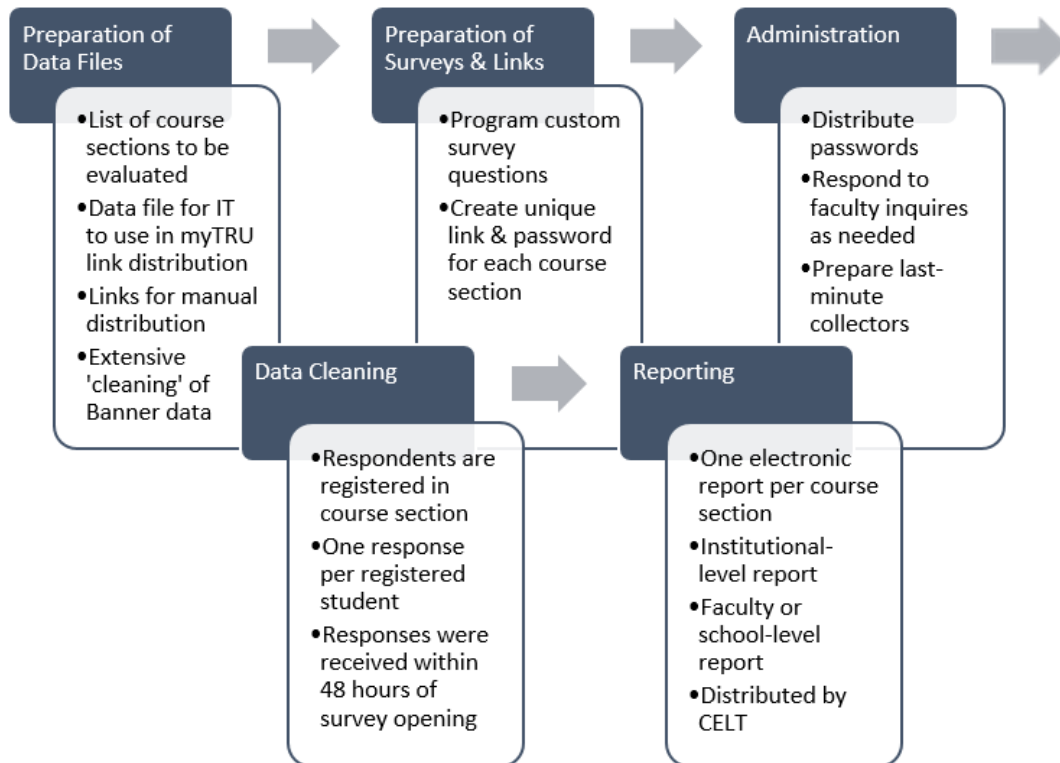 Preparation of
Data Files
•List of course
sections to be
evaluated
•Data file for IT
to use in myTRU
link distribution
•Links for manual
distribution
•Extensive
'cleaning' of
Banner data
Preparation of
Surveys & Links
•Program custom
survey
questions
•Create unique
link & password
for each course
section
Administration
•Distribute
passwords
•Respond to
faculty inquires
as needed
•Prepare last-
minute
collectors
Data Cleaning
•Respondents are
registered in
course section
•One response
per registered
student
•Responses were
received within
48 hours of
survey opening
Reporting
•One electronic
report per course
section
•Institutional-
level report
•Faculty or
school-level
report
•Distributed by
CELT